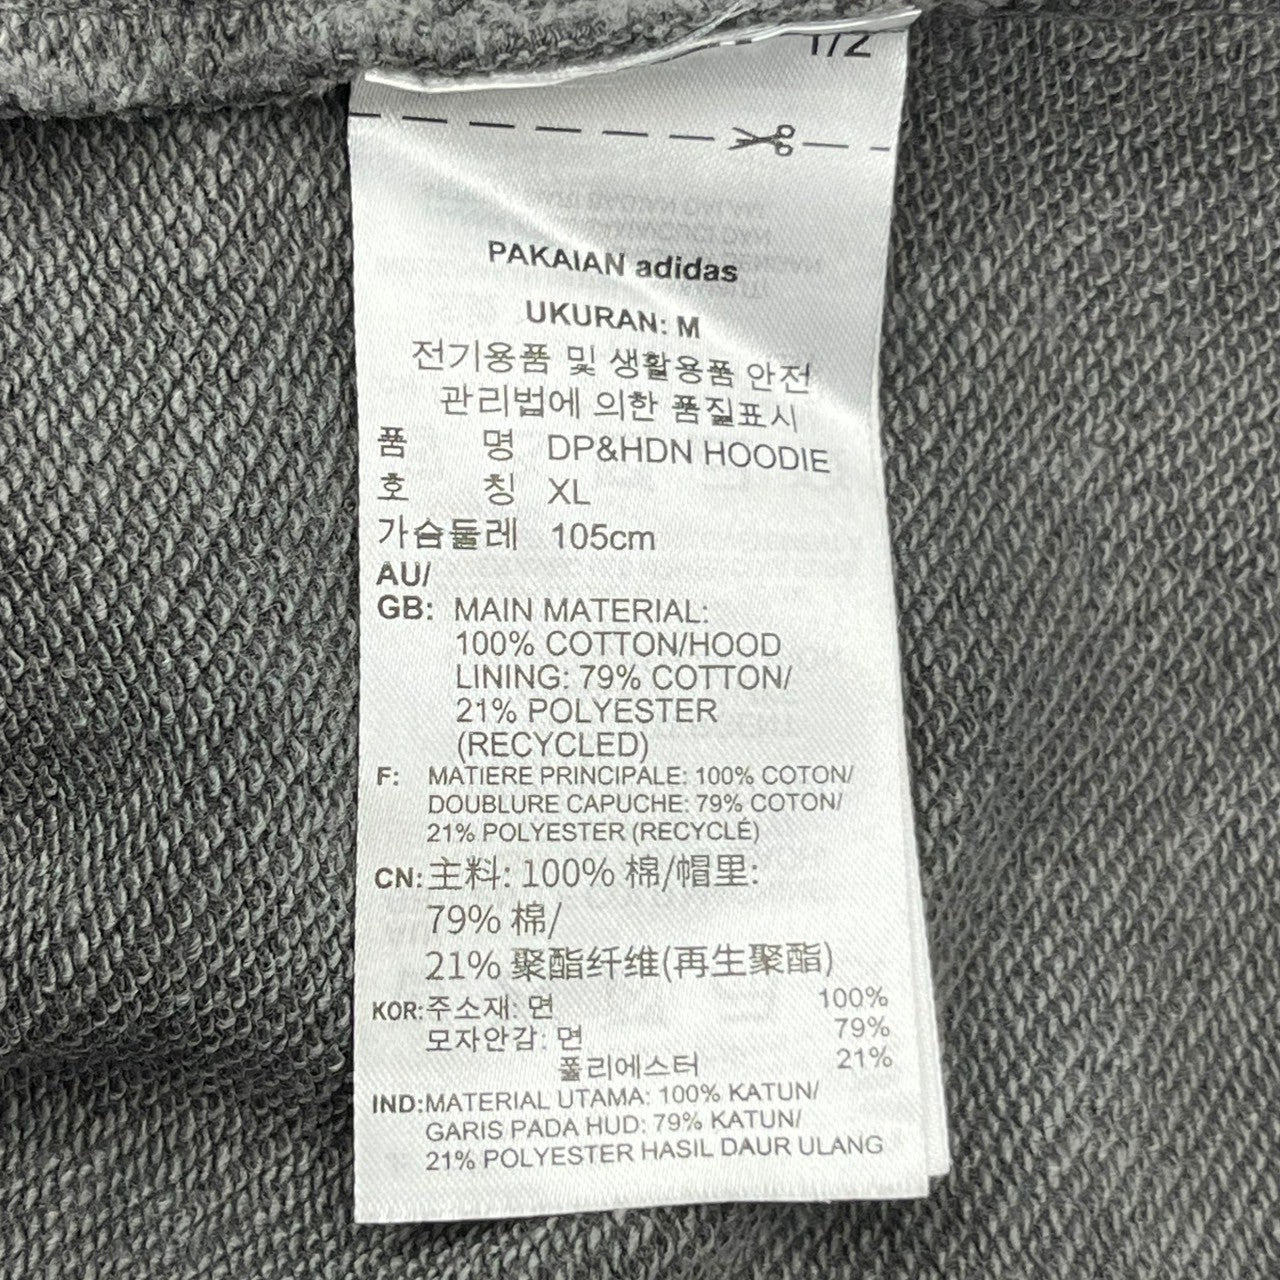 1/2
PAKAIAN adidas
UKURAN: M
전기용품 및 생활용품 안전
관리법에 의한 품질표시
품 명 DP&HDN HOODIE
호 칭 XL
가슴둘레 105cm
AU/
GB: MAIN MATERIAL:
100% COTTON/HOOD
LINING: 79% COTTON/
21% POLYESTER
(RECYCLED)
F: MATIERE PRINCIPALE: 100% COTON/
DOUBLURE CAPUCHE: 79% COTON/
21% POLYESTER (RECYCLÉ)
CN: 主料: 100% 棉/帽里:
79% 棉/
21% 聚酯纤维(再生聚酯)
KOR: 주소재: 면 100%
모자안감: 면 79%
폴리에스터 21%
IND: MATERIAL UTAMA: 100% KATUN/
GARIS PADA HUD: 79% KATUN/
21% POLYESTER HASIL DAUR ULANG